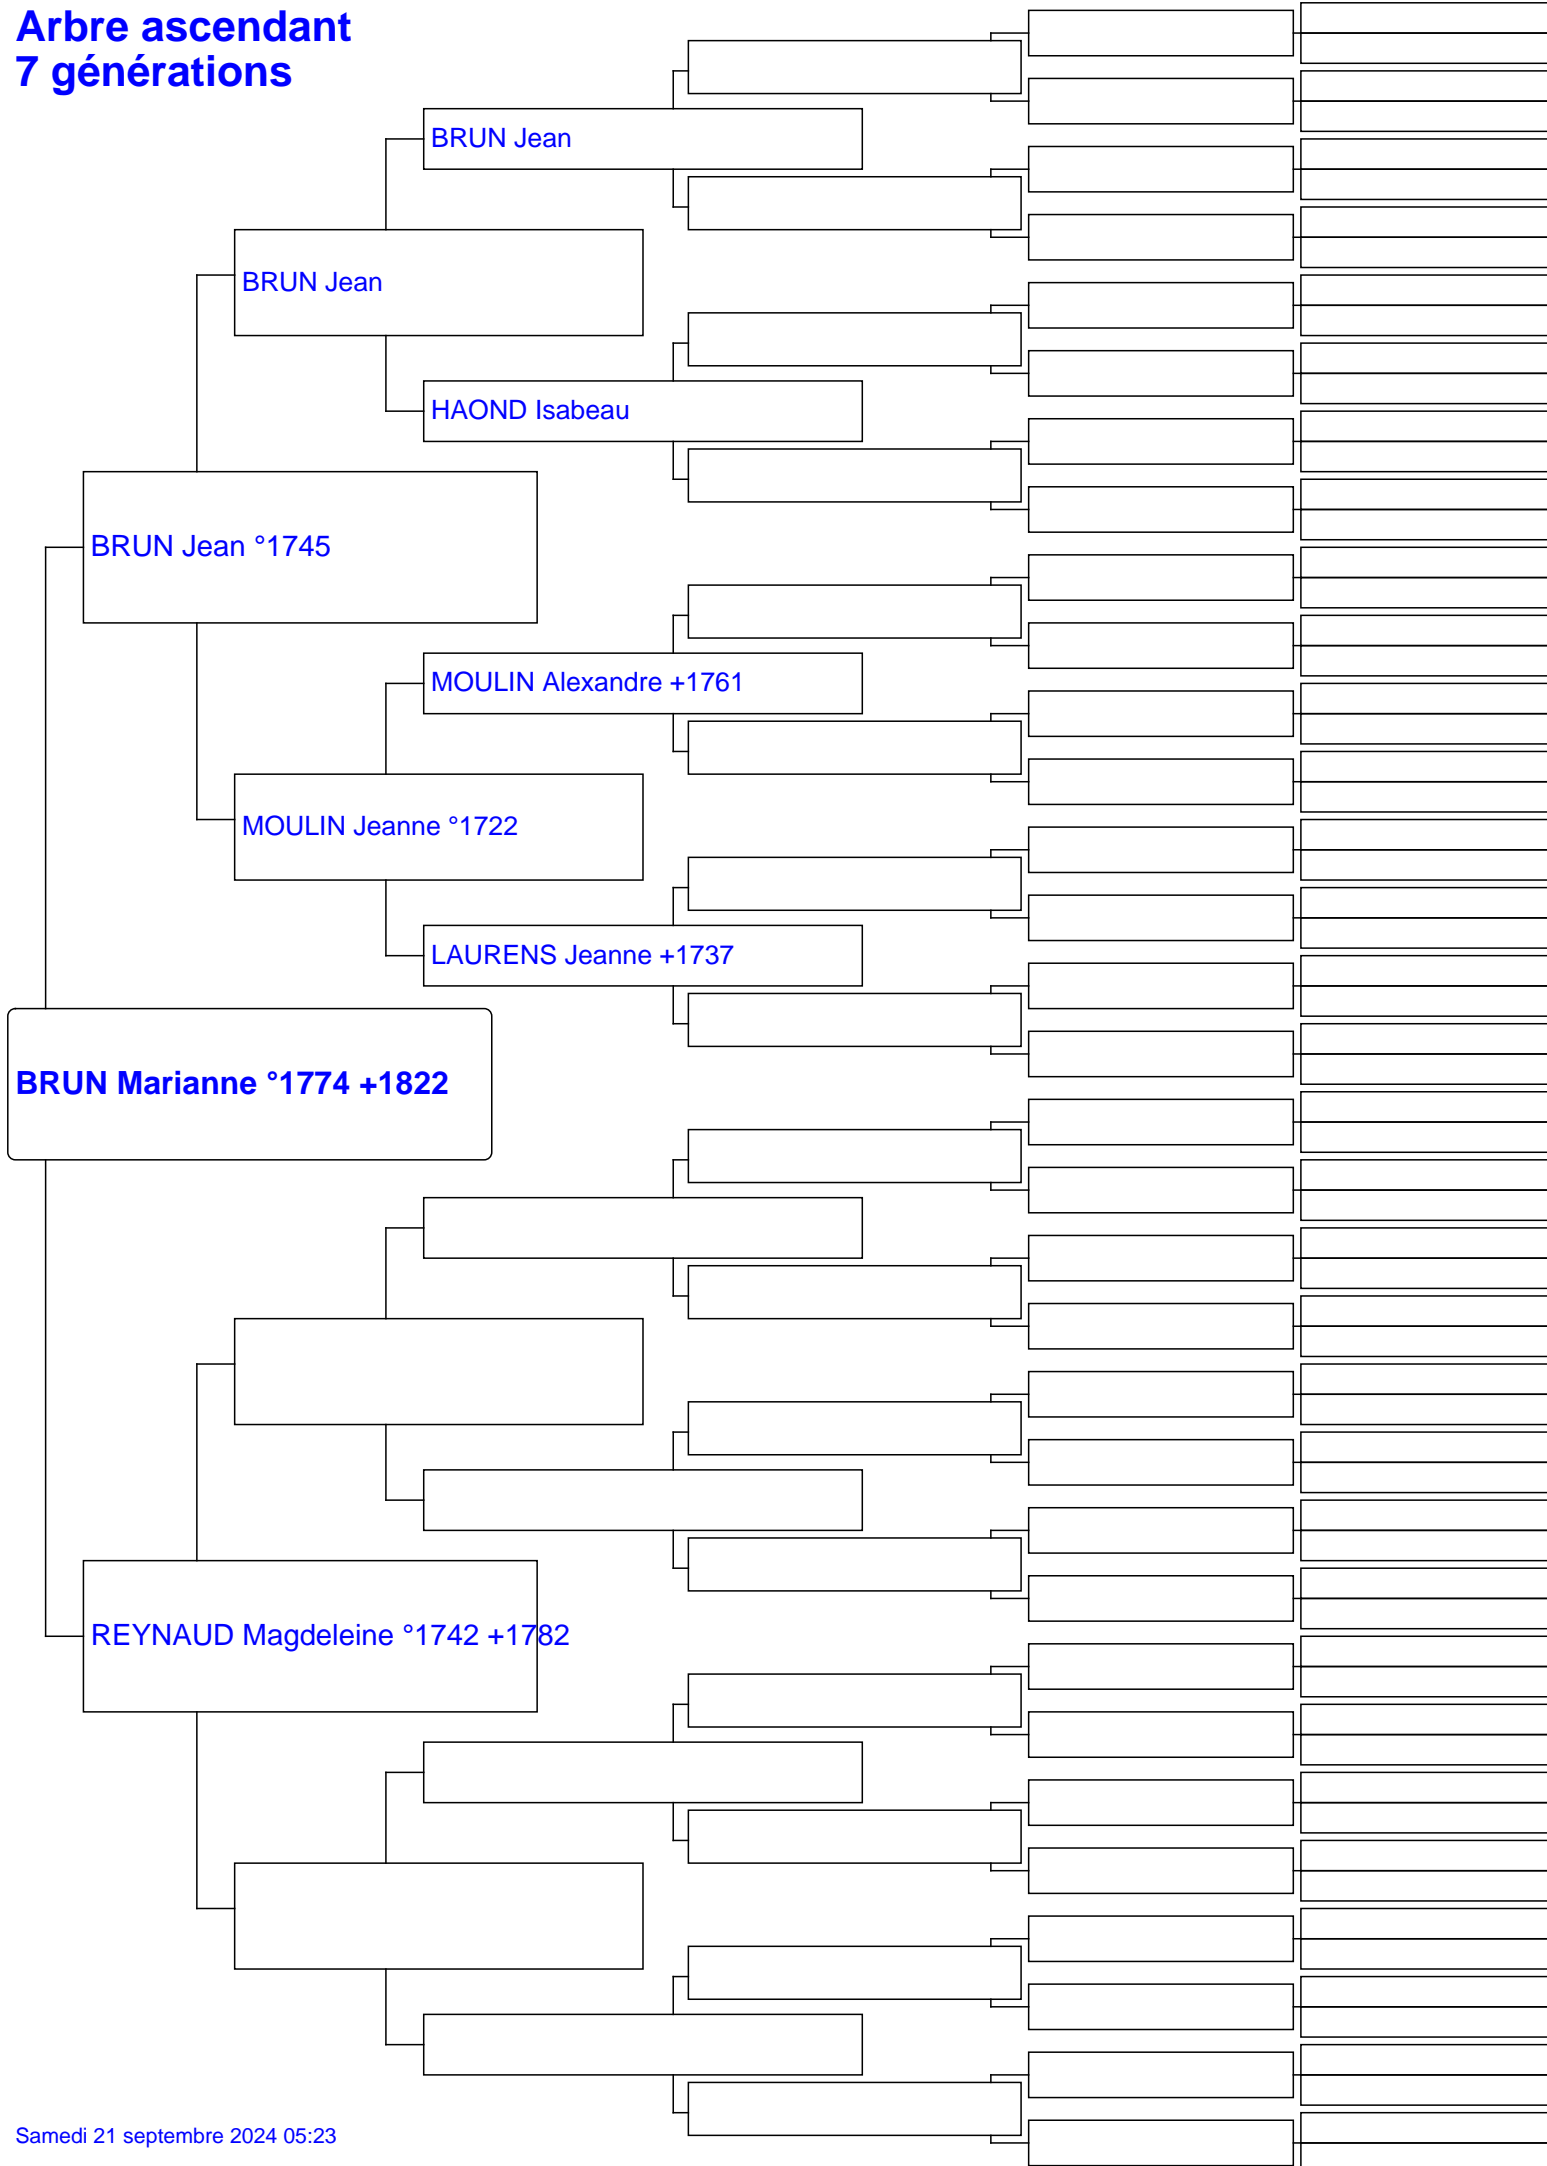 Arbre ascendant
7 générations
BRUN Jean
BRUN Jean
HAOND Isabeau
BRUN Jean °1745
MOULIN Alexandre +1761
MOULIN Jeanne °1722
LAURENS Jeanne +1737
BRUN Marianne °1774 +1822
REYNAUD Magdeleine °1742 +1782
Samedi 21 septembre 2024 05:23